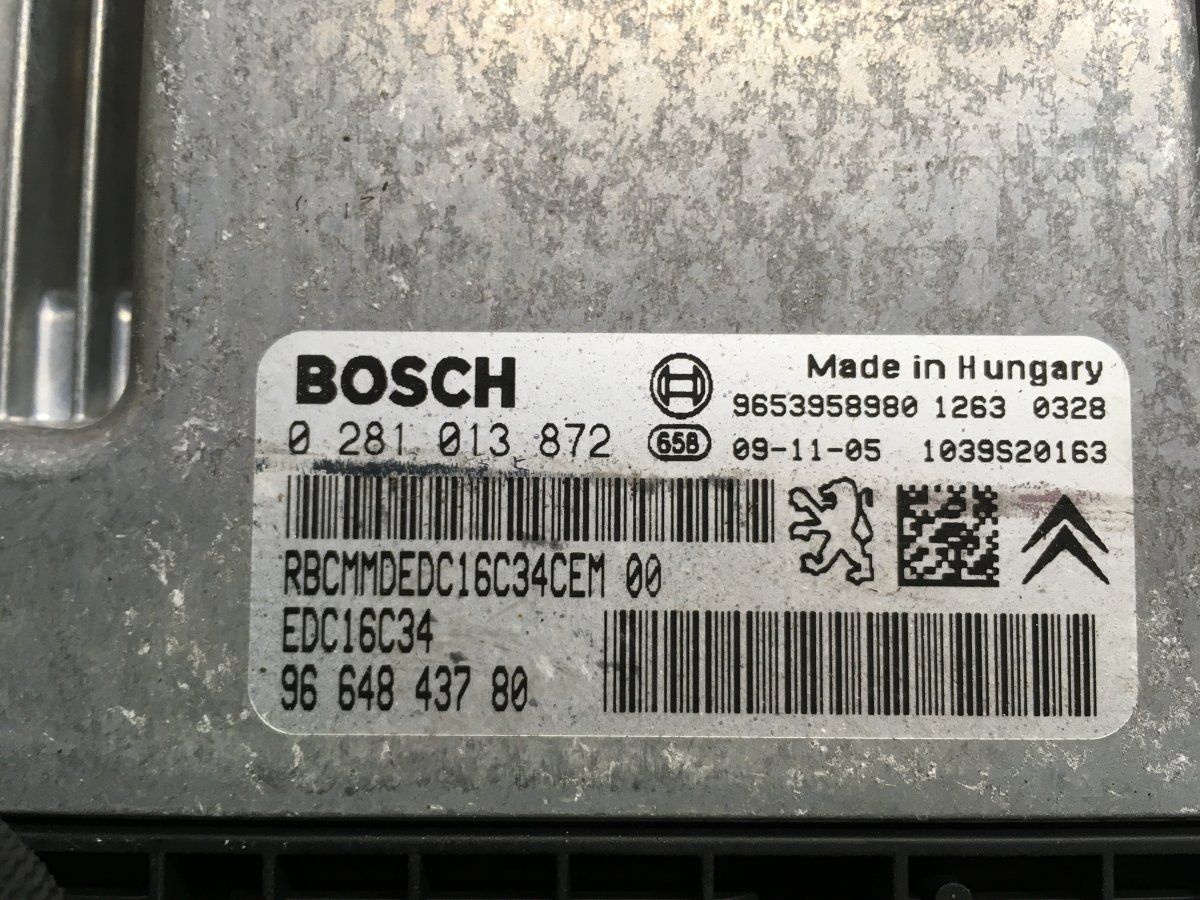 BOSCH
0 281 013 872
Made in Hungary
9653958980 1263 0328
658 09-11-05 1039S20163
RBCMMDEDC16C34CEM 00
EDC16C34
96 648 437 80